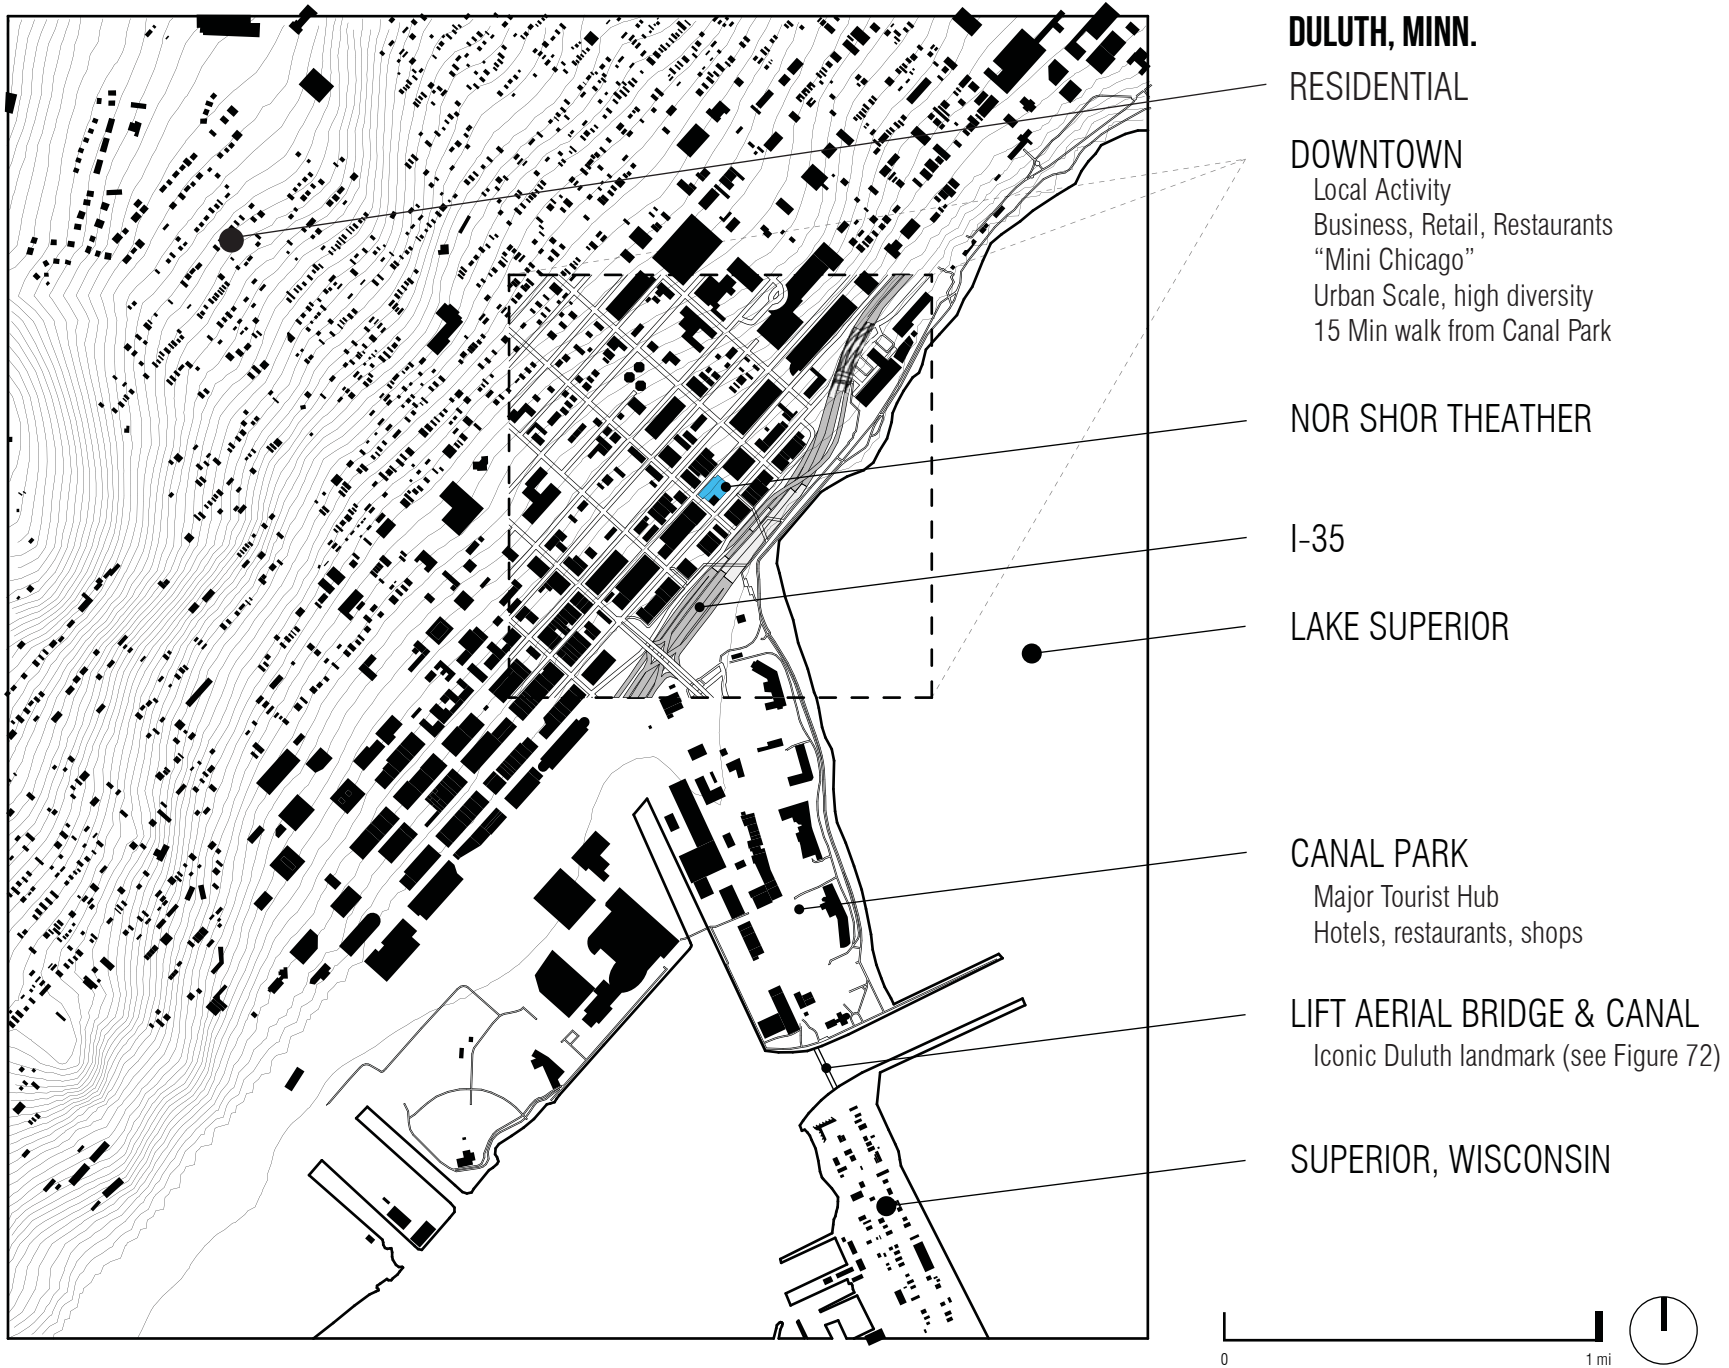 DULUTH, MINN.
RESIDENTIAL
DOWNTOWN
Local Activity
Business, Retail, Restaurants
“Mini Chicago”
Urban Scale, high diversity
15 Min walk from Canal Park
NOR SHOR THEATHER
I-35
LAKE SUPERIOR
CANAL PARK
Major Tourist Hub
Hotels, restaurants, shops
LIFT AERIAL BRIDGE & CANAL
Iconic Duluth landmark (see Figure 72)
SUPERIOR, WISCONSIN
0 1 mi